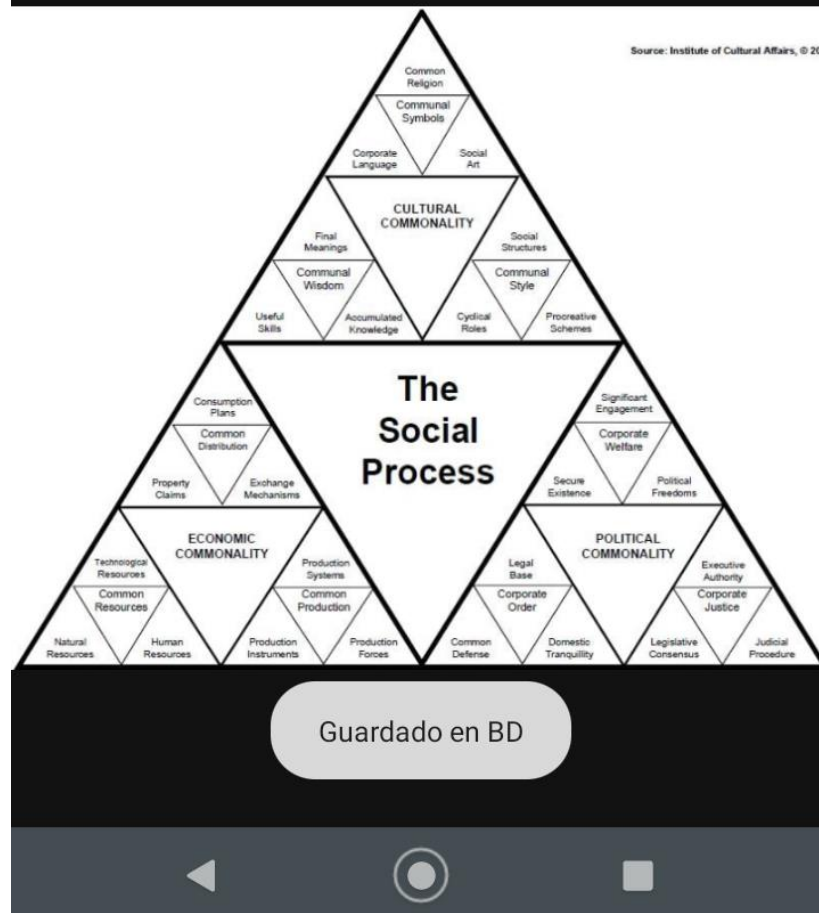 Source: Institute of Cultural Affairs, © 20
Common
Religion
Communal
Symbols
Corporate
Language
Social
Art
CULTURAL
COMMONALITY
Final
Meanings
Communal
Wisdom
Useful
Skills
Accumulated
Knowledge
Social
Structures
Communal
Style
Cyclical
Roles
Procreative
Schemes
The
Social
Process
Consumption
Plans
Common
Distribution
Property
Claims
Exchange
Mechanisms
ECONOMIC
COMMONALITY
Technological
Resources
Common
Resources
Natural
Resources
Human
Resources
Production
Systems
Common
Production
Production
Instruments
Production
Forces
Significant
Engagement
Corporate
Welfare
Secure
Existence
Political
Freedoms
POLITICAL
COMMONALITY
Legal
Base
Corporate
Order
Common
Defense
Domestic
Tranquillity
Executive
Authority
Corporate
Justice
Legislative
Consensus
Judicial
Procedure
Guardado en BD